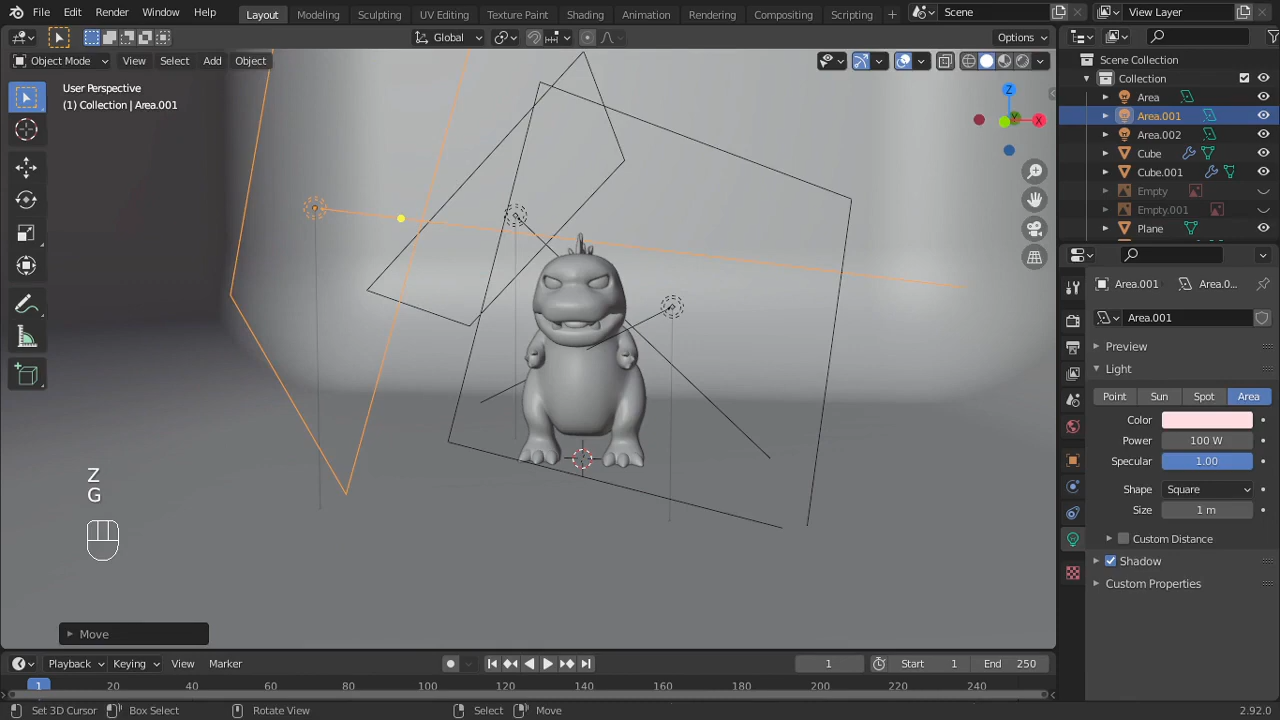 File Edit Render Window Help Layout Modeling Sculpting UV Editing Texture Paint Shading Animation Rendering Compositing Scripting Scene View Layer
Global Options
Object Mode View Select Add Object
User Perspective
(1) Collection | Area.001
Z
X
Y
Z
G
Move
Scene Collection
Collection
Area
Area.001
Area.002
Cube
Cube.001
Empty
Empty.001
Plane
Area.001 Area.0...
Area.001
Preview
Light
Point Sun Spot Area
Color
Power 100 W
Specular 1.00
Shape Square
Size 1 m
Custom Distance
Shadow
Custom Properties
Playback Keying View Marker 1 Start 1 End 250
1 20 40 60 80 100 120 140 160 180 200 220 240
Set 3D Cursor Box Select Rotate View Select Move 2.92.0